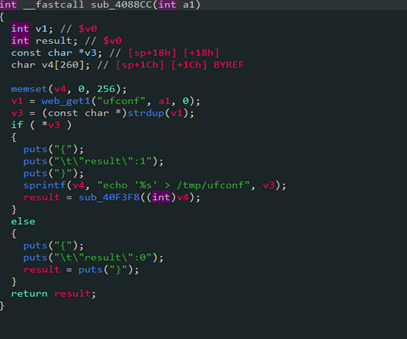 int __fastcall sub_4088CC(int a1)
{
  int v1; // $v0
  int result; // $v0
  const char *v3; // [sp+18h] [+18h]
  char v4[260]; // [sp+1Ch] [+1Ch] BYREF

  memset(v4, 0, 256);
  v1 = web_get1("ufconf", a1, 0);
  v3 = (const char *)strdup(v1);
  if ( *v3 )
  {
    puts("{");
    puts("\t\"result\":1");
    puts("}");
    sprintf(v4, "echo '%s' > /tmp/ufconf", v3);
    result = sub_40F3F8((int)v4);
  }
  else
  {
    puts("{");
    puts("\t\"result\":0");
    result = puts("}");
  }
  return result;
}